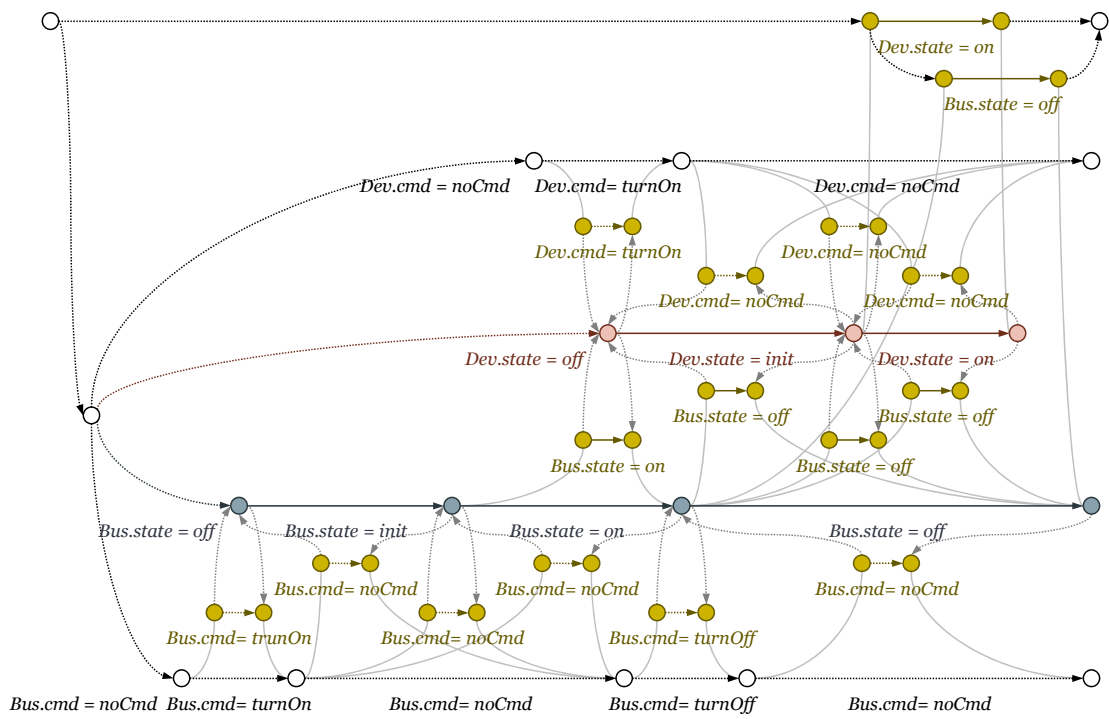 Dev.state = on
Bus.state = off
Dev.cmd = noCmd
Dev.cmd= turnOn
Dev.cmd= noCmd
Dev.cmd= turnOn
Dev.cmd= noCmd
Dev.cmd= noCmd
Dev.cmd= noCmd
Dev.state = off
Dev.state = init
Dev.state = on
Bus.state = off
Bus.state = off
Bus.state = on
Bus.state = off
Bus.state = off
Bus.state = init
Bus.state = on
Bus.state = off
Bus.cmd= noCmd
Bus.cmd= noCmd
Bus.cmd= noCmd
Bus.cmd= trunOn
Bus.cmd= noCmd
Bus.cmd= turnOff
Bus.cmd = noCmd
Bus.cmd= turnOn
Bus.cmd= noCmd
Bus.cmd= turnOff
Bus.cmd= noCmd